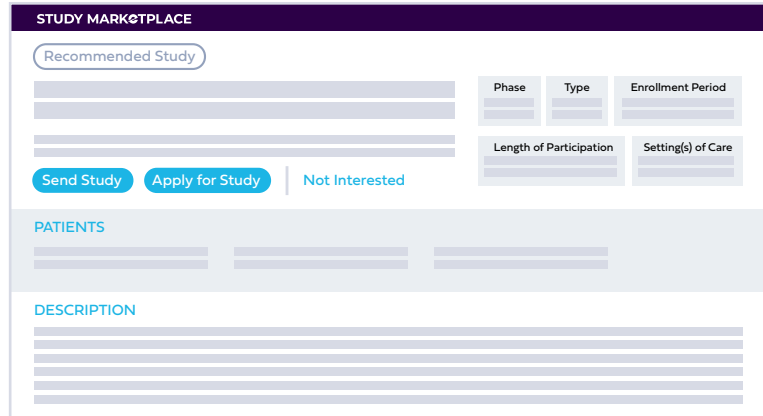 STUDY MARKETPLACE
Recommended Study
Phase
Type
Enrollment Period
Length of Participation
Setting(s) of Care
Send Study
Apply for Study
Not Interested
PATIENTS
DESCRIPTION